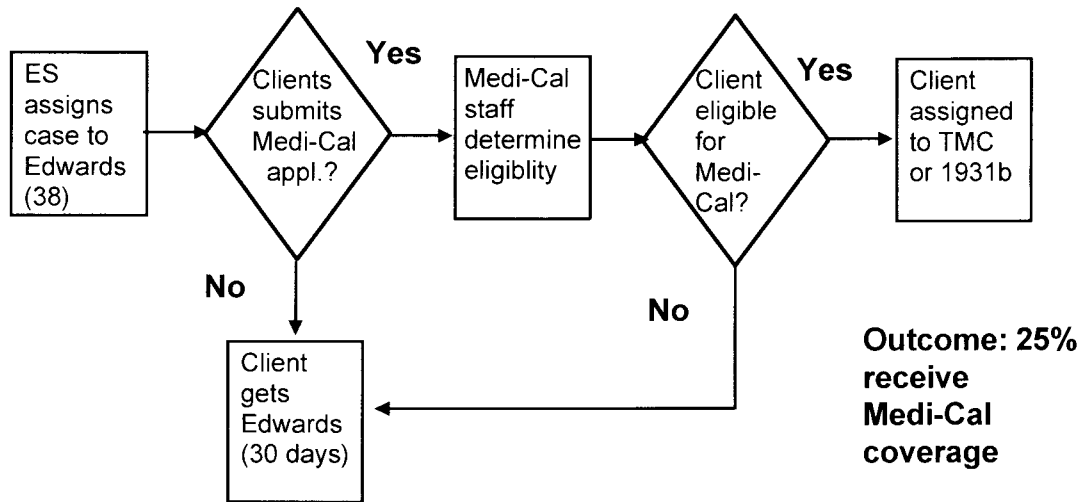 ES
assigns
case to
Edwards
(38)
Clients
submits
Medi-Cal
appl.?
Yes
Medi-Cal
staff
determine
eligiblity
Client
eligible
for
Medi-
Cal?
Yes
Client
assigned
to TMC
or 1931b
No
Client
gets
Edwards
(30 days)
No
Outcome: 25%
receive
Medi-Cal
coverage